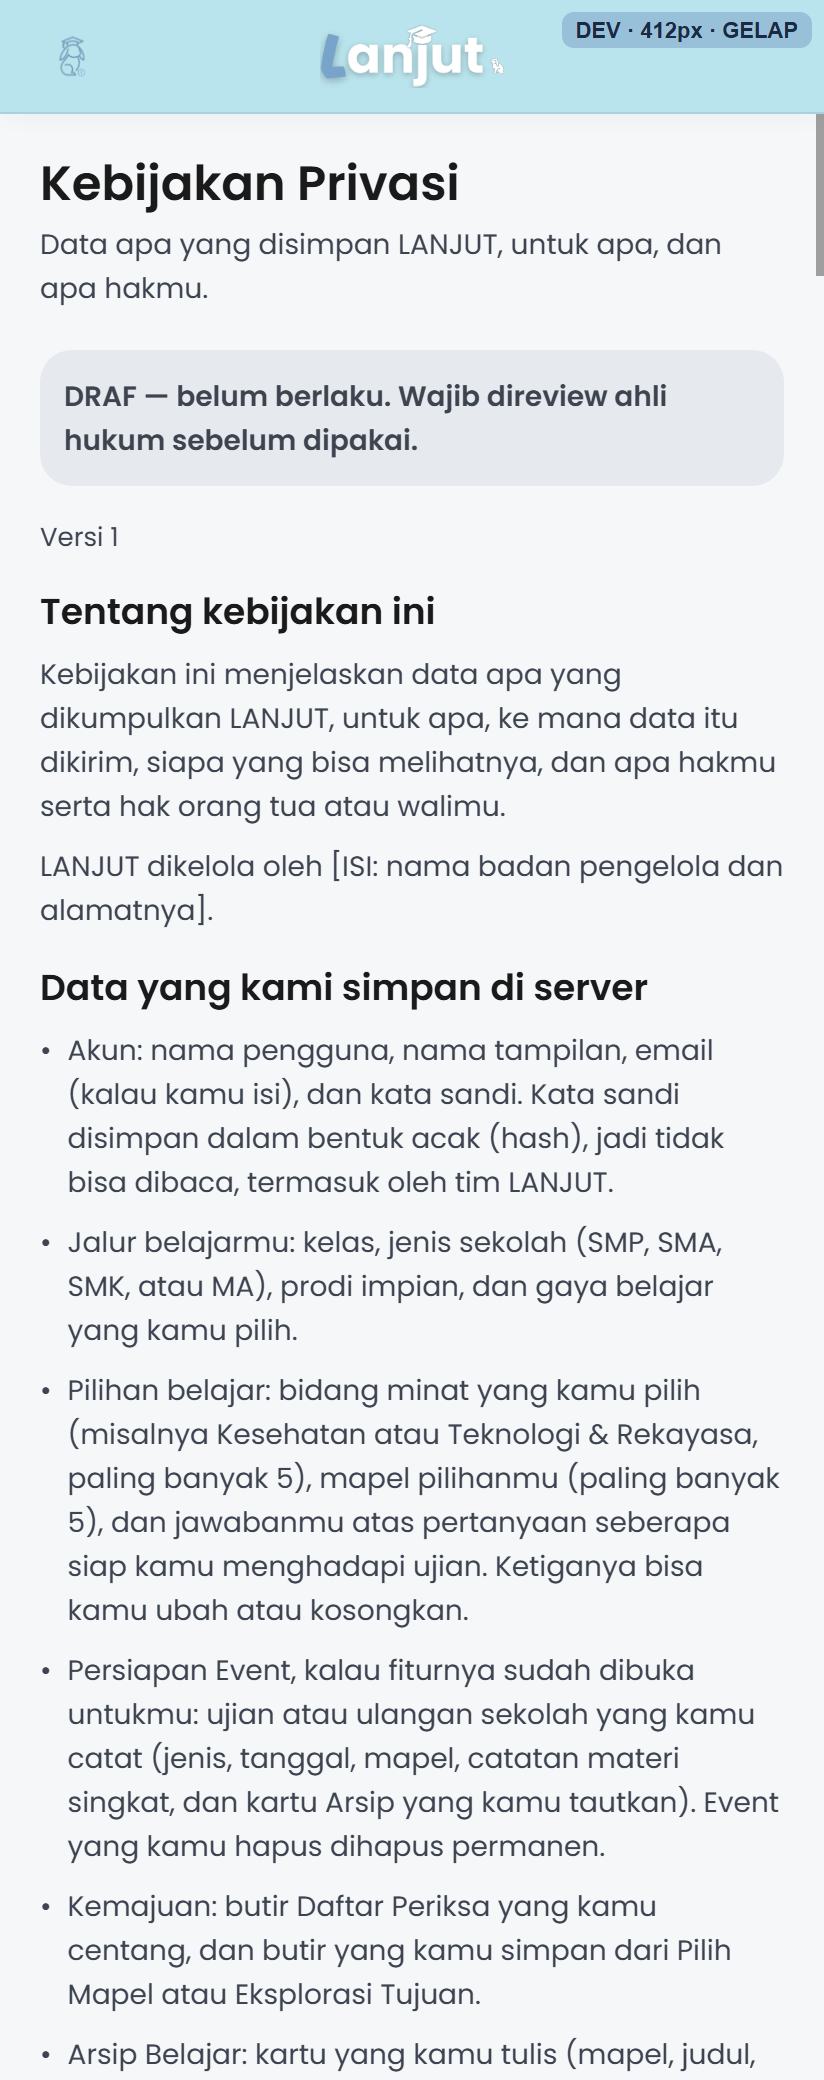 Lanjut
DEV · 412px · GELAP
Kebijakan Privasi
Data apa yang disimpan LANJUT, untuk apa, dan
apa hakmu.
DRAF — belum berlaku. Wajib direview ahli
hukum sebelum dipakai.
Versi 1
Tentang kebijakan ini
Kebijakan ini menjelaskan data apa yang
dikumpulkan LANJUT, untuk apa, ke mana data itu
dikirim, siapa yang bisa melihatnya, dan apa hakmu
serta hak orang tua atau walimu.
LANJUT dikelola oleh [ISI: nama badan pengelola dan
alamatnya].
Data yang kami simpan di server
• Akun: nama pengguna, nama tampilan, email
(kalau kamu isi), dan kata sandi. Kata sandi
disimpan dalam bentuk acak (hash), jadi tidak
bisa dibaca, termasuk oleh tim LANJUT.
• Jalur belajarmu: kelas, jenis sekolah (SMP, SMA,
SMK, atau MA), prodi impian, dan gaya belajar
yang kamu pilih.
• Pilihan belajar: bidang minat yang kamu pilih
(misalnya Kesehatan atau Teknologi & Rekayasa,
paling banyak 5), mapel pilihanmu (paling banyak
5), dan jawabanmu atas pertanyaan seberapa
siap kamu menghadapi ujian. Ketiganya bisa
kamu ubah atau kosongkan.
• Persiapan Event, kalau fiturnya sudah dibuka
untukmu: ujian atau ulangan sekolah yang kamu
catat (jenis, tanggal, mapel, catatan materi
singkat, dan kartu Arsip yang kamu tautkan). Event
yang kamu hapus dihapus permanen.
• Kemajuan: butir Daftar Periksa yang kamu
centang, dan butir yang kamu simpan dari Pilih
Mapel atau Eksplorasi Tujuan.
• Arsip Belajar: kartu yang kamu tulis (mapel, judul,